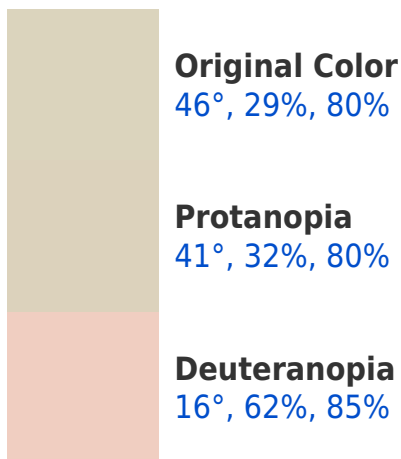 Original Color
46°, 29%, 80%
Protanopia
41°, 32%, 80%
Deuteranopia
16°, 62%, 85%